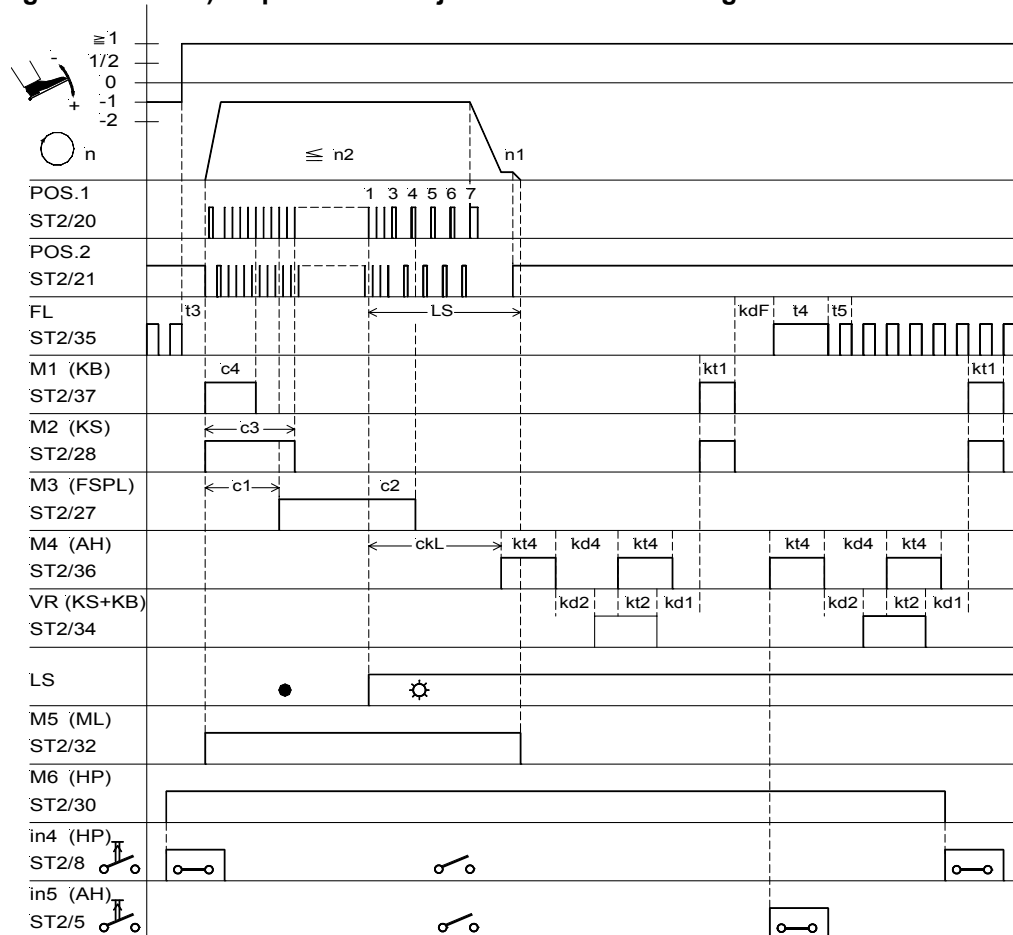 ≧1
- 1/2
0
+ -1
-2
n ≦ n2 n1
POS.1 1 3 4 5 6 7
ST2/20
POS.2
ST2/21
FL t3 LS kdF t4 t5
ST2/35
M1 (KB) c4 kt1 kt1
ST2/37
M2 (KS) c3
ST2/28
M3 (FSPL) c1 c2
ST2/27
M4 (AH) ckL kt4 kd4 kt4 kt4 kd4 kt4
ST2/36
VR (KS+KB) kd2 kt2 kd1 kd2 kt2 kd1
ST2/34
LS
M5 (ML)
ST2/32
M6 (HP)
ST2/30
in4 (HP)
ST2/8
in5 (AH)
ST2/5